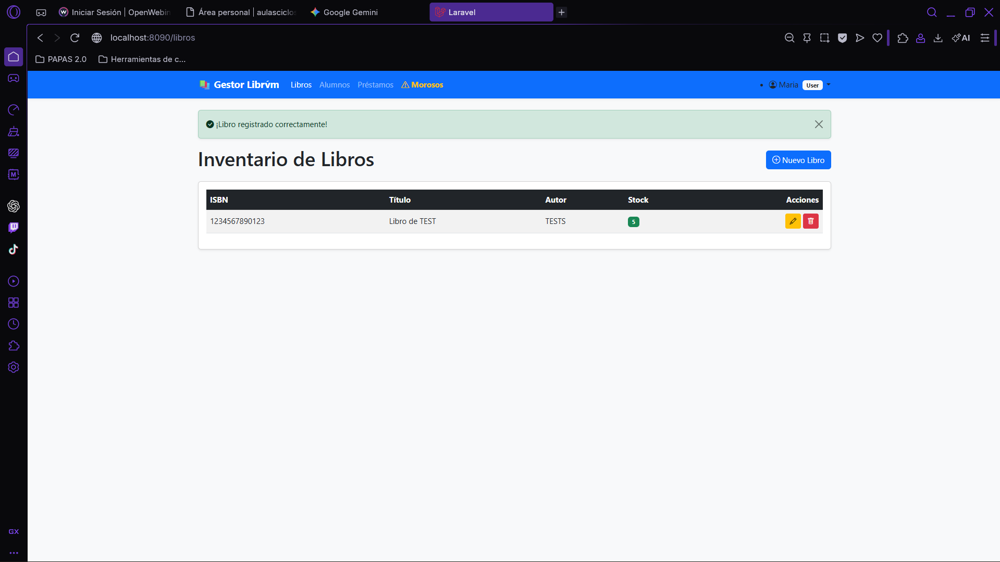 Iniciar Sesión | OpenWebin
Área personal | aulasciclos
Google Gemini
Laravel
localhost:8090/libros
AI
PAPAS 2.0
Herramientas de c...
Gestor Librვm
Libros
Alumnos
Préstamos
Morosos
Maria
User
¡Libro registrado correctamente!
Inventario de Libros
Nuevo Libro
ISBN Título Autor Stock Acciones
1234567890123 Libro de TEST TESTS 5
M
GX